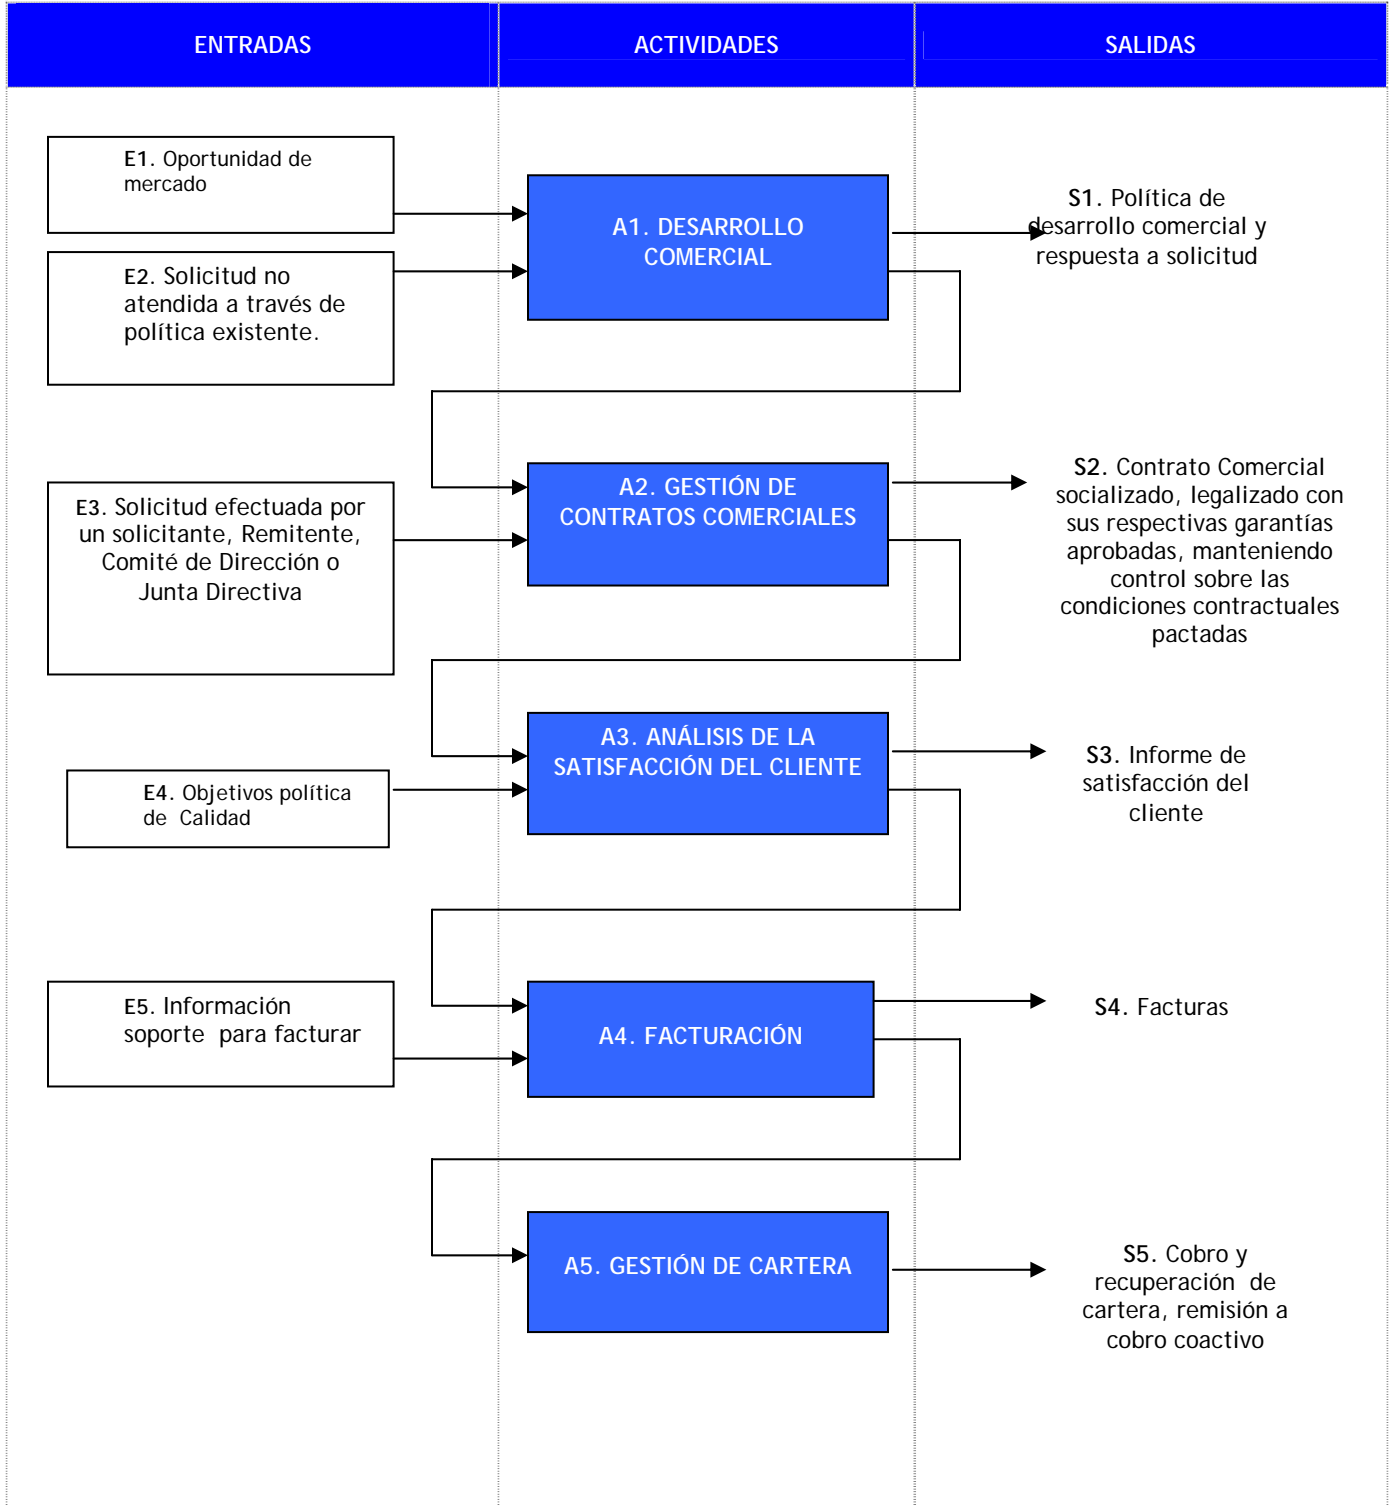 ENTRADAS
ACTIVIDADES
SALIDAS
E1. Oportunidad de
mercado
E2. Solicitud no
atendida a través de
política existente.
A1. DESARROLLO
COMERCIAL
S1. Política de
desarrollo comercial y
respuesta a solicitud
E3. Solicitud efectuada por
un solicitante, Remitente,
Comité de Dirección o
Junta Directiva
A2. GESTIÓN DE
CONTRATOS COMERCIALES
S2. Contrato Comercial
socializado, legalizado con
sus respectivas garantías
aprobadas, manteniendo
control sobre las
condiciones contractuales
pactadas
E4. Objetivos política
de Calidad
A3. ANÁLISIS DE LA
SATISFACCIÓN DEL CLIENTE
S3. Informe de
satisfacción del
cliente
E5. Información
soporte para facturar
A4. FACTURACIÓN
S4. Facturas
A5. GESTIÓN DE CARTERA
S5. Cobro y
recuperación de
cartera, remisión a
cobro coactivo